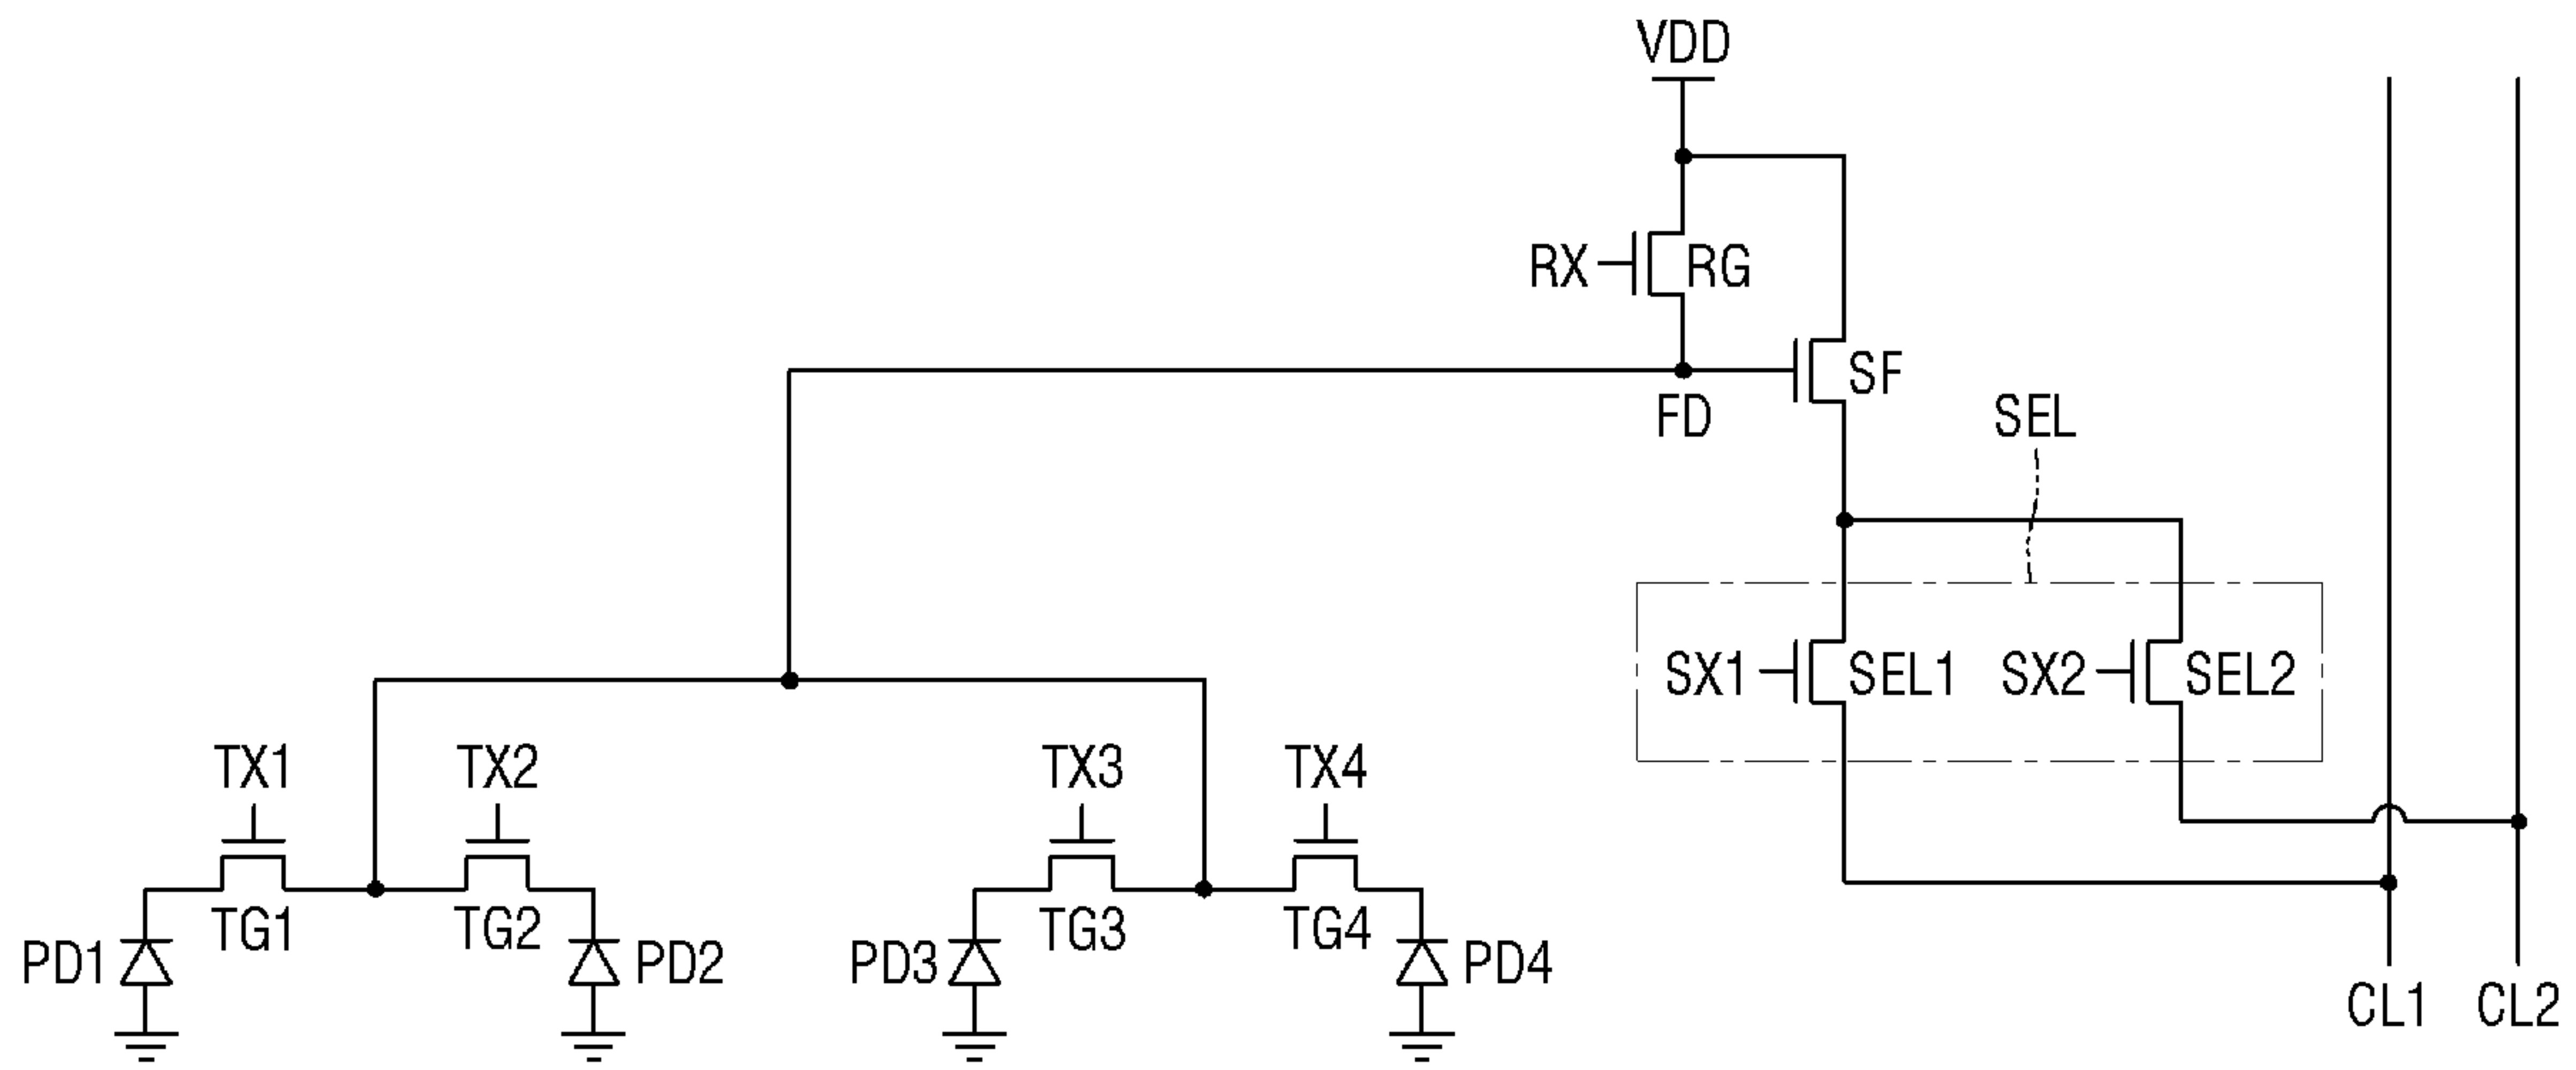 VDD
RX
RG
SF
FD
SEL
SX1
SEL1
SX2
SEL2
TX1
TX2
TX3
TX4
TG1
TG2
TG3
TG4
PD1
PD2
PD3
PD4
CL1
CL2